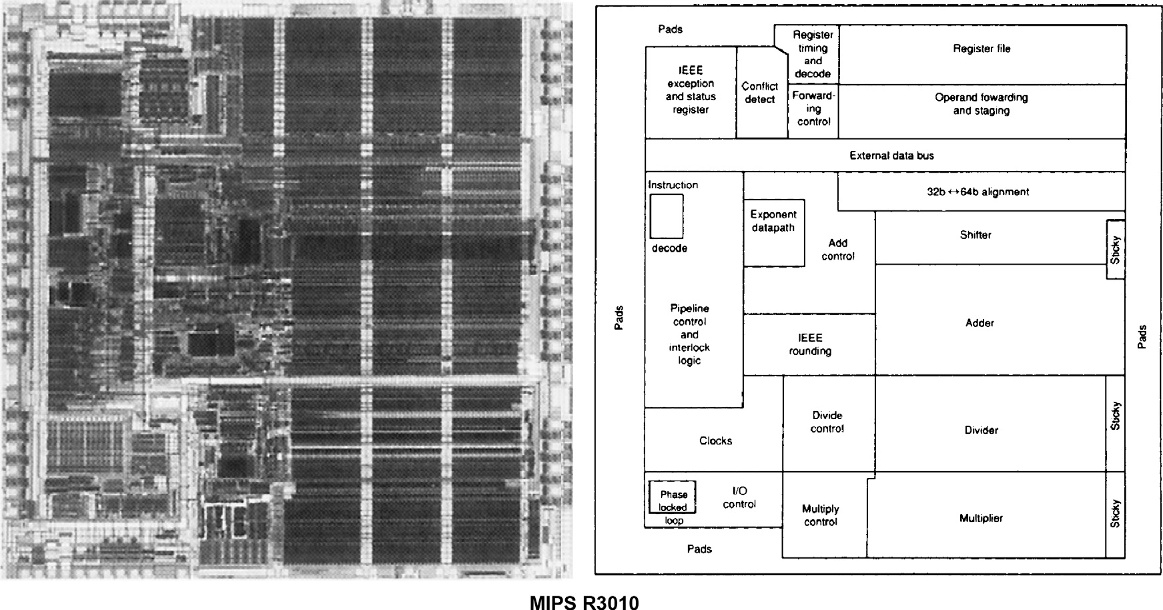 Pads
IEEE
exception
and status
register
Conflict
detect
Register
timing
and
decode
Forward-
ing
control
Register file
Operand fowarding
and staging
External data bus
Instruction
decode
Exponent
datapath
Add
control
32b ↔64b alignment
Shifter
Sticky
Pads
Pipeline
control
and
interlock
logic
IEEE
rounding
Adder
Pads
Clocks
Divide
control
Divider
Sticky
Phase
locked
loop
I/O
control
Multiply
control
Multiplier
Sticky
Pads
MIPS R3010